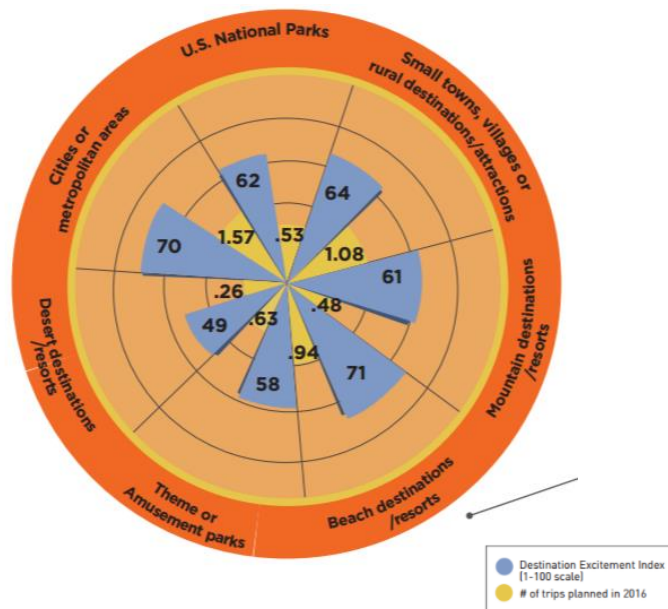 U.S. National Parks
Small towns, villages or
rural destinations/attractions
Mountain destinations
/resorts
Beach destinations
/resorts
Theme or
Amusement parks
Desert destinations
/resorts
Cities or
metropolitan areas
62
.53
64
1.08
61
.48
71
.94
58
.63
49
.26
70
1.57
Destination Excitement Index
(1-100 scale)
# of trips planned in 2016